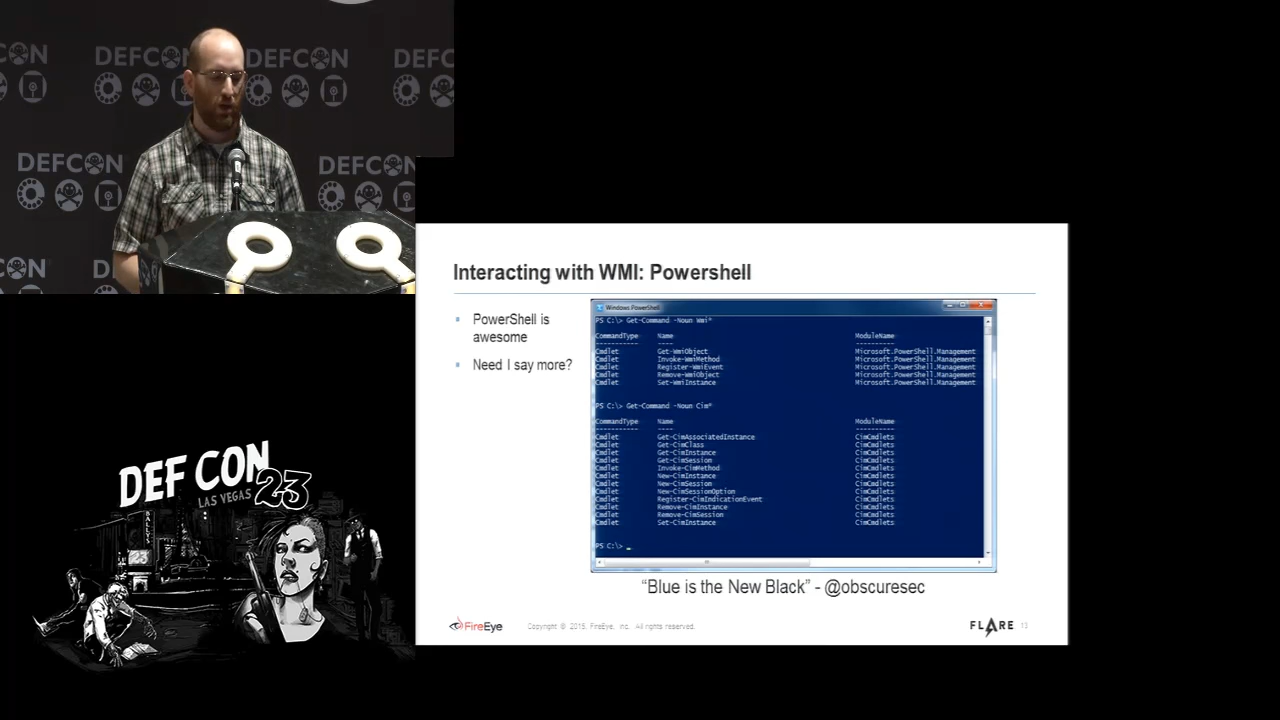 DEFCON DEFCON DEFCON
DEFCON DEFCON
Interacting with WMI: Powershell
PowerShell is
awesome
Need I say more?
Windows PowerShell
PS C:\> Get-Command -Noun Wmi*
CommandType Name ModuleName
----------- ---- ----------
Cmdlet Get-WmiObject Microsoft.PowerShell.Management
Cmdlet Invoke-WmiMethod Microsoft.PowerShell.Management
Cmdlet Register-WmiEvent Microsoft.PowerShell.Management
Cmdlet Remove-WmiObject Microsoft.PowerShell.Management
Cmdlet Set-WmiInstance Microsoft.PowerShell.Management
PS C:\> Get-Command -Noun Cim*
CommandType Name ModuleName
----------- ---- ----------
Cmdlet Get-CimAssociatedInstance CimCmdlets
Cmdlet Get-CimClass CimCmdlets
Cmdlet Get-CimInstance CimCmdlets
Cmdlet Get-CimSession CimCmdlets
Cmdlet Invoke-CimMethod CimCmdlets
Cmdlet New-CimInstance CimCmdlets
Cmdlet New-CimSession CimCmdlets
Cmdlet New-CimSessionOption CimCmdlets
Cmdlet Register-CimIndicationEvent CimCmdlets
Cmdlet Remove-CimInstance CimCmdlets
Cmdlet Remove-CimSession CimCmdlets
Cmdlet Set-CimInstance CimCmdlets
PS C:\> _
"Blue is the New Black" - @obscuresec
FireEye Copyright © 2015, FireEye, Inc. All rights reserved. FLARE 13
DEF CON 23
LAS VEGAS
BALLYS